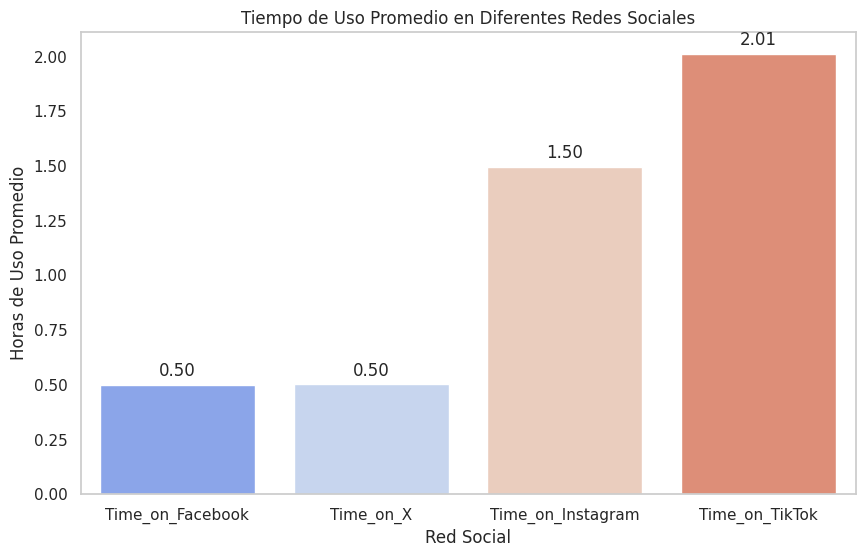 Tiempo de Uso Promedio en Diferentes Redes Sociales
Horas de Uso Promedio
2.00
1.75
1.50
1.25
1.00
0.75
0.50
0.25
0.00
0.50
0.50
1.50
2.01
Time_on_Facebook
Time_on_X
Time_on_Instagram
Time_on_TikTok
Red Social